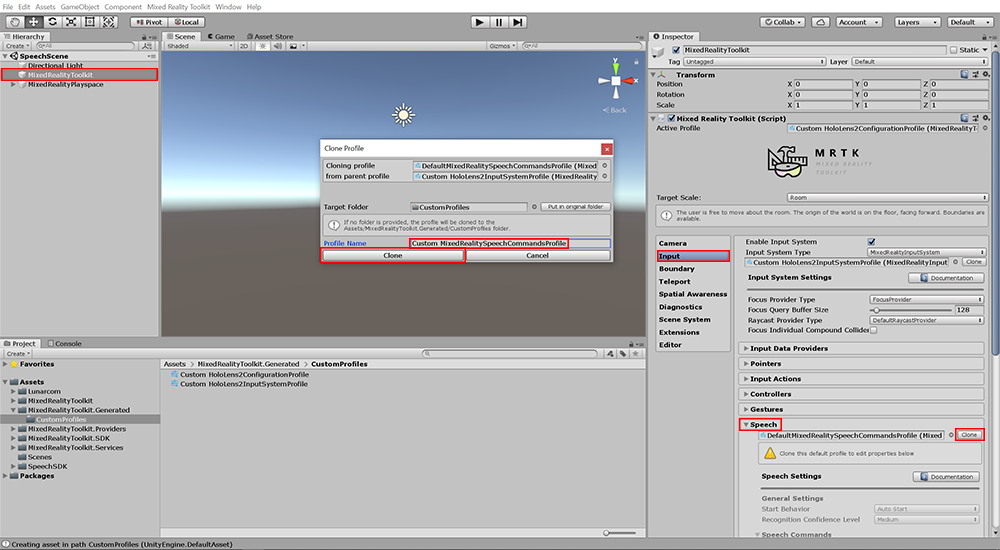 File Edit Assets GameObject Component Mixed Reality Toolkit Window Help
Pivot Local Collab Account Layers Default
Hierarchy
Create All
SpeechScene
Directional Light
MixedRealityToolkit
MixedRealityPlayspace
Scene Game Asset Store
Shaded 2D Gizmos All
y
x
Back
Clone Profile
Cloning profile DefaultMixedRealitySpeechCommandsProfile (Mixed
from parent profile Custom HoloLens2InputSystemProfile (MixedReality
Target Folder CustomProfiles Put in original folder
If no folder is provided, the profile will be cloned to the
Assets/MixedRealityToolkit.Generated/CustomProfiles folder.
Profile Name Custom MixedRealitySpeechCommandsProfile
Clone Cancel
Project Console
Create
Favorites
Assets
Lunarcom
MixedRealityToolkit
MixedRealityToolkit.Generated
CustomProfiles
MixedRealityToolkit.Providers
MixedRealityToolkit.SDK
MixedRealityToolkit.Services
Scenes
SpeechSDK
Packages
Assets MixedRealityToolkit.Generated CustomProfiles
Custom HoloLens2ConfigurationProfile
Custom HoloLens2InputSystemProfile
Creating asset in path CustomProfiles (UnityEngine.DefaultAsset)
Inspector
MixedRealityToolkit Static
Tag Untagged Layer Default
Transform
Position X 0 Y 0 Z 0
Rotation X 0 Y 0 Z 0
Scale X 1 Y 1 Z 1
Mixed Reality Toolkit (Script)
Active Profile Custom HoloLens2ConfigurationProfile (MixedRealityT
MRTK
MIXED REALITY
TOOLKIT
Target Scale: Room
The user is free to move about the room. The origin of the world is on the floor, facing forward. Boundaries are
available.
Camera
Input
Boundary
Teleport
Spatial Awareness
Diagnostics
Scene System
Extensions
Editor
Enable Input System
Input System Type MixedRealityInputSystem
Custom HoloLens2InputSystemProfile (MixedRealityInput Clone
Input System Settings Documentation
Focus Provider Type FocusProvider
Focus Query Buffer Size 128
Raycast Provider Type DefaultRaycastProvider
Focus Individual Compound Collider
Input Data Providers
Pointers
Input Actions
Controllers
Gestures
Speech
DefaultMixedRealitySpeechCommandsProfile (Mixed Clone
Clone this default profile to edit properties below
Speech Settings Documentation
General Settings
Start Behavior Auto Start
Recognition Confidence Level Medium
Speech Commands